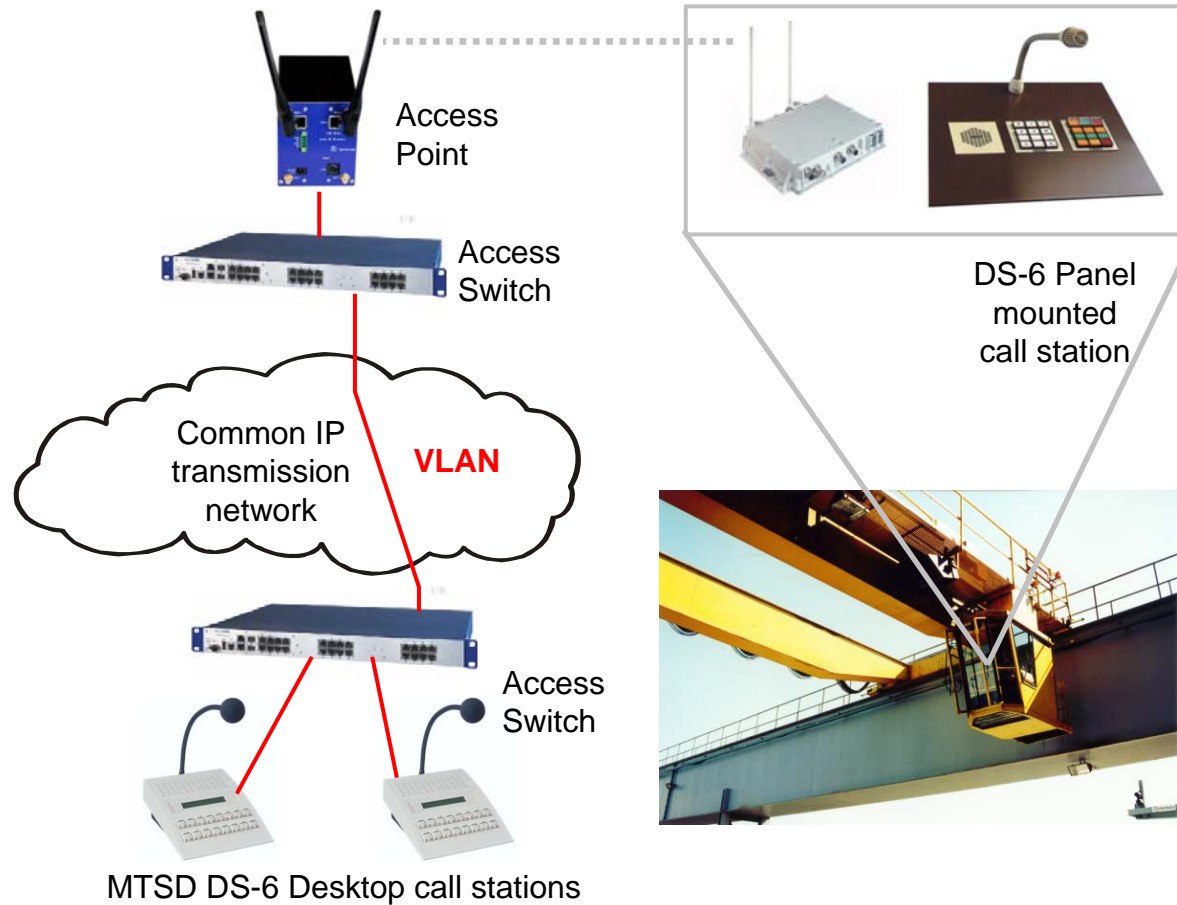 Access
Point
Access
Switch
DS-6 Panel
mounted
call station
Common IP
transmission
network
VLAN
Access
Switch
MTSD DS-6 Desktop call stations